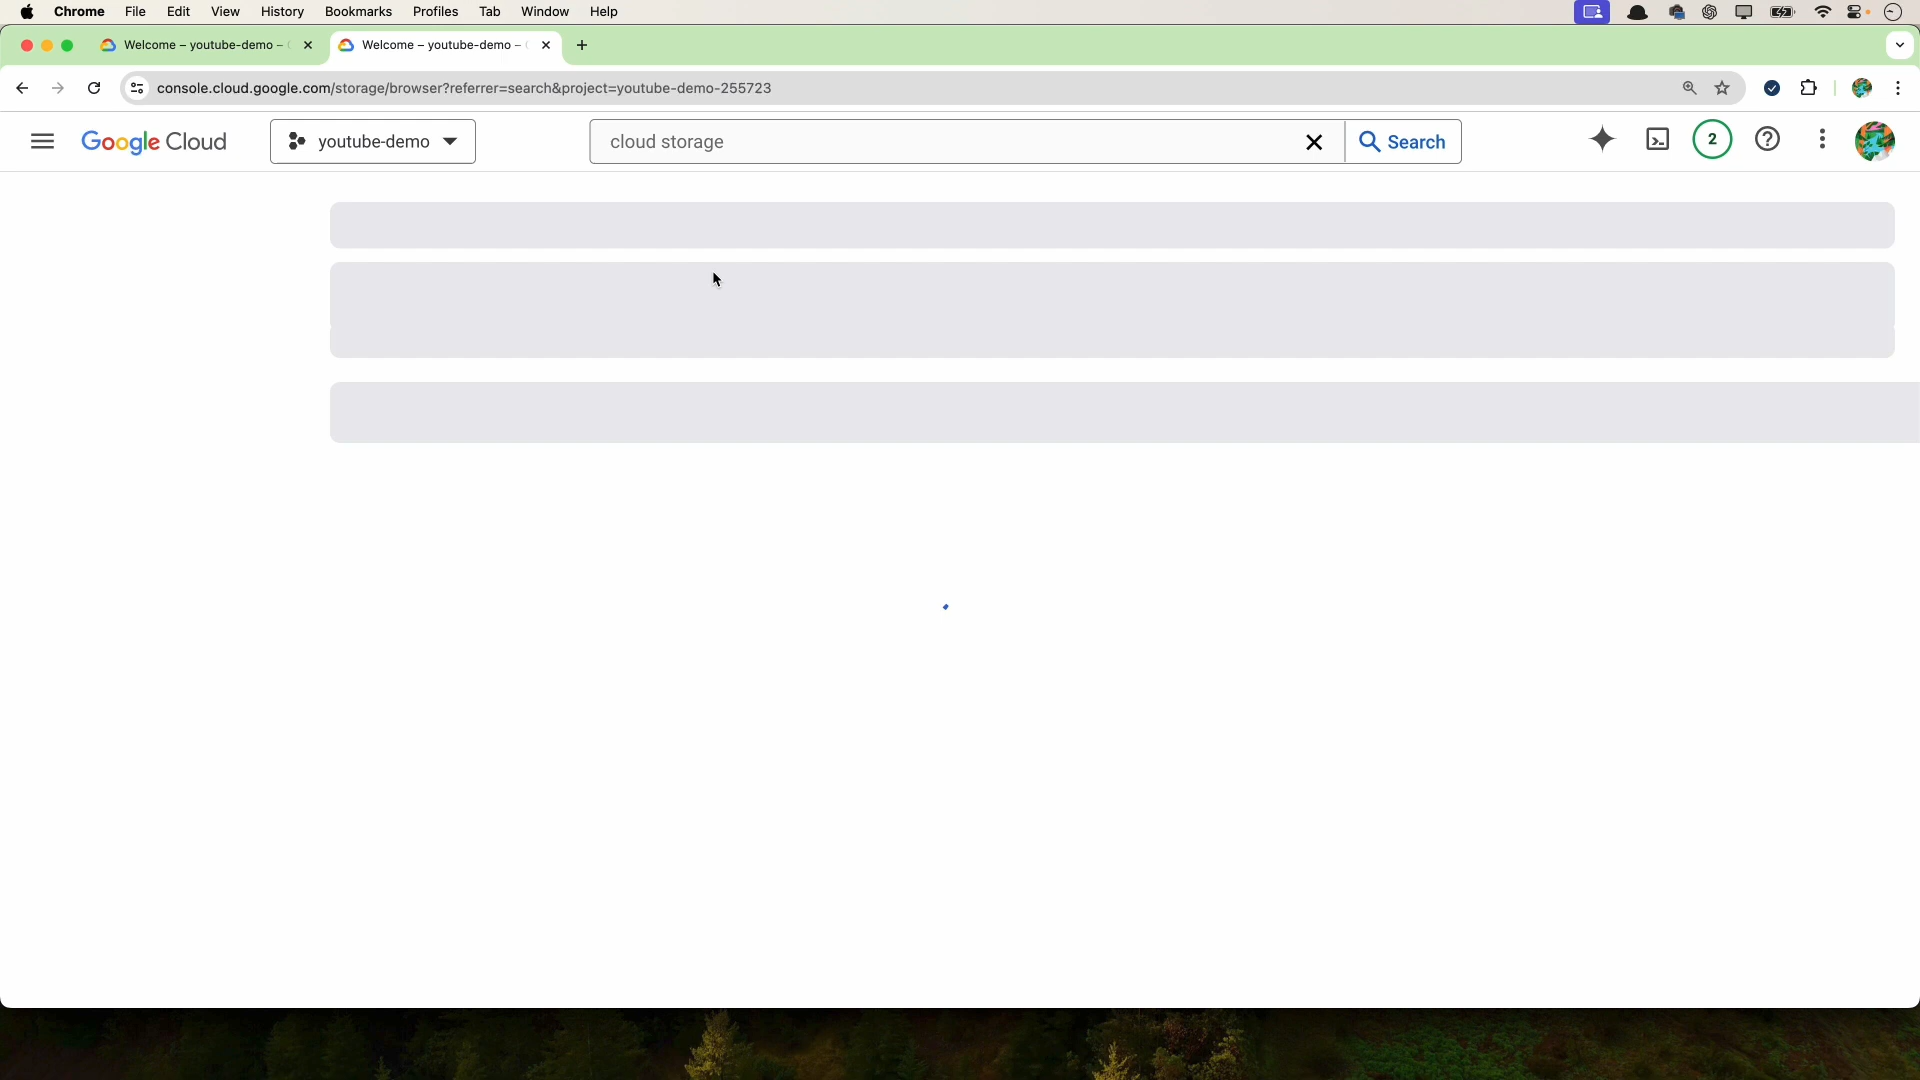 Chrome File Edit View History Bookmarks Profiles Tab Window Help
Welcome – youtube-demo – Welcome – youtube-demo –
console.cloud.google.com/storage/browser?referrer=search&project=youtube-demo-255723
Google Cloud youtube-demo cloud storage Search 2